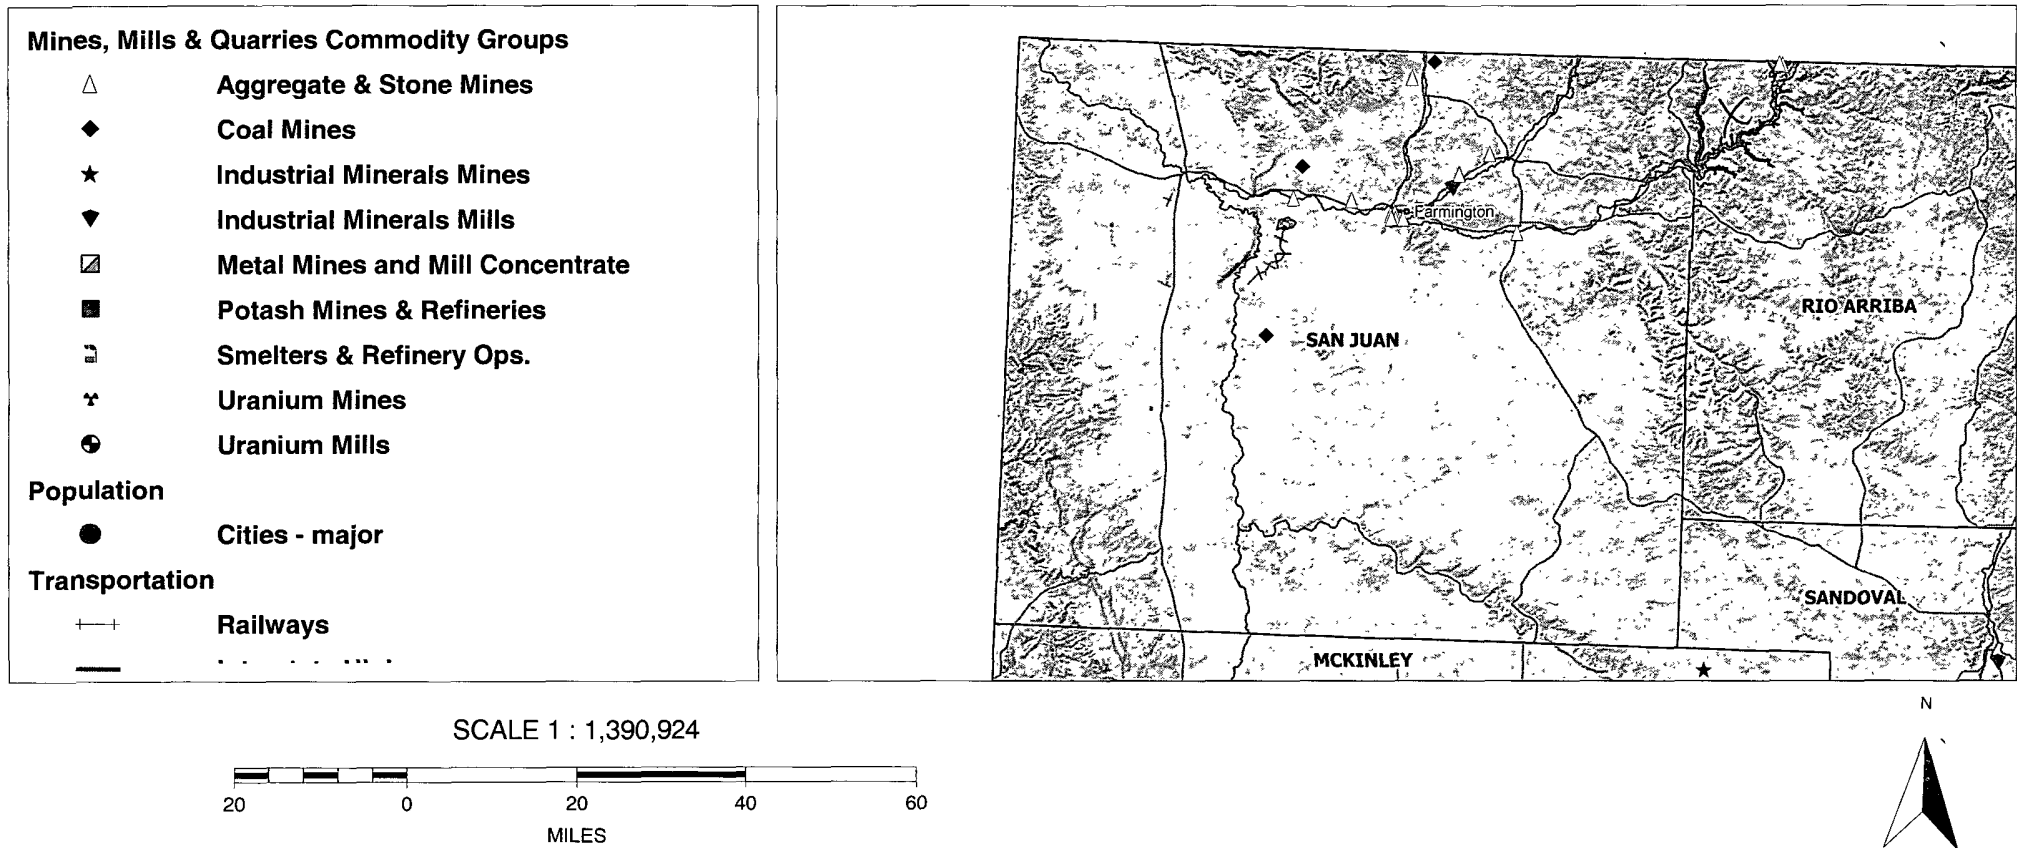 Mines, Mills & Quarries Commodity Groups
Aggregate & Stone Mines
Coal Mines
Industrial Minerals Mines
Industrial Minerals Mills
Metal Mines and Mill Concentrate
Potash Mines & Refineries
Smelters & Refinery Ops.
Uranium Mines
Uranium Mills
Population
Cities - major
Transportation
Railways
Farmington
RIO ARRIBA
SAN JUAN
SANDOVAL
MCKINLEY
SCALE 1 : 1,390,924
20 0 20 40 60
MILES
N